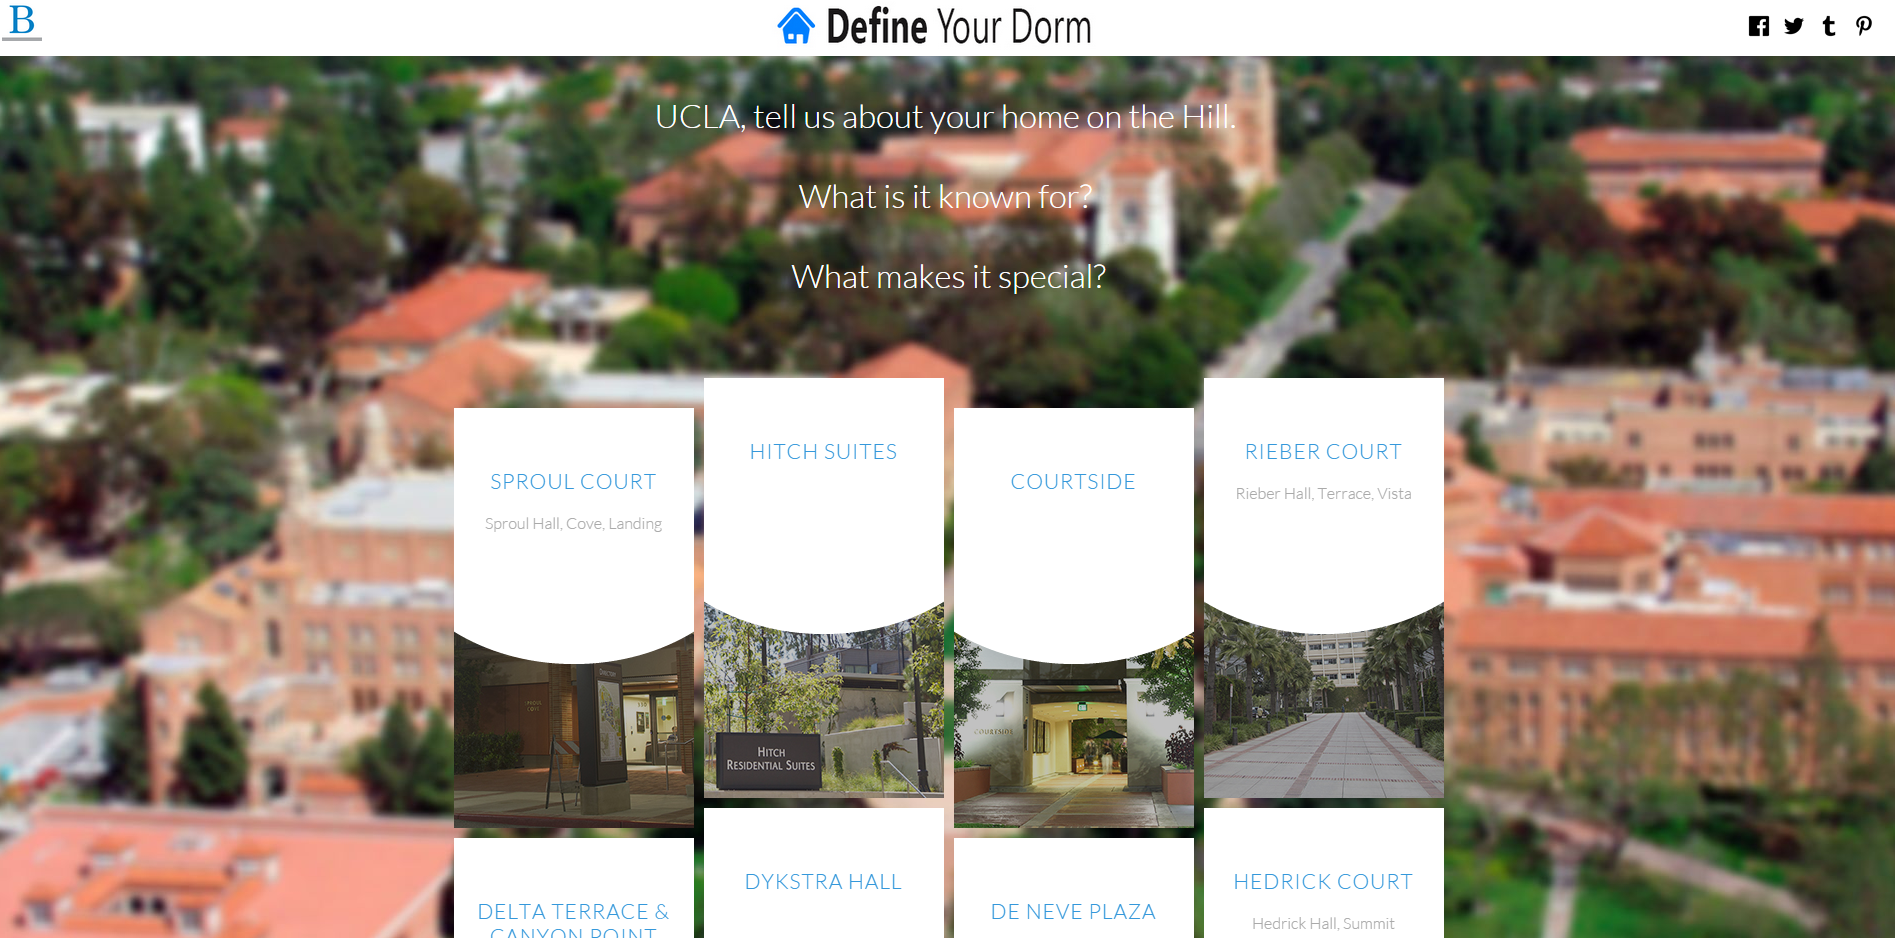 B
Define Your Dorm
UCLA, tell us about your home on the Hill.
What is it known for?
What makes it special?
SPROUL COURT
Sproul Hall, Cove, Landing
HITCH SUITES
HITCH
RESIDENTIAL SUITES
COURTSIDE
COURTSIDE
RIEBER COURT
Rieber Hall, Terrace, Vista
DELTA TERRACE &
CANYON POINT
DYKSTRA HALL
DE NEVE PLAZA
HEDRICK COURT
Hedrick Hall, Summit